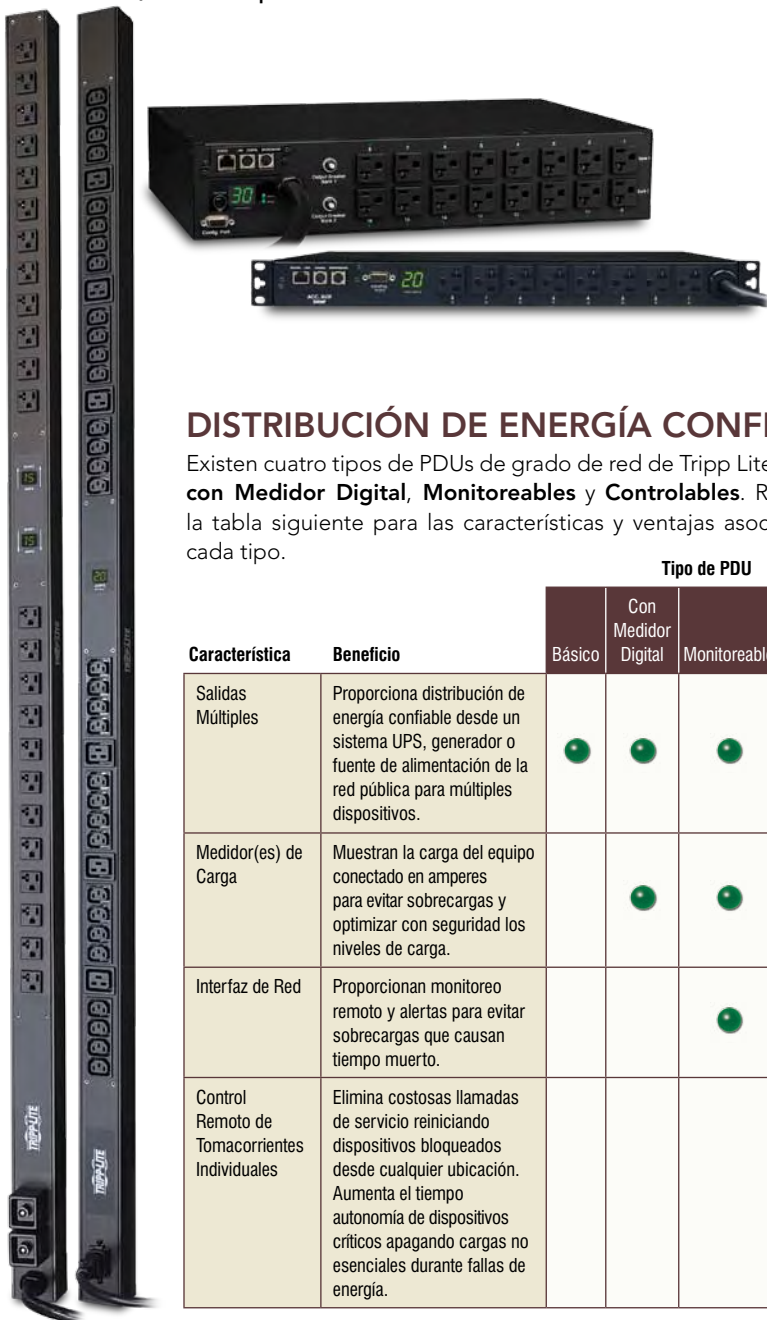 30
Config. Port
20
15
15
20
TRIPP-LITE
TRIPP-LITE
DISTRIBUCIÓN DE ENERGÍA CONFI
Existen cuatro tipos de PDUs de grado de red de Tripp Lite
con Medidor Digital, Monitoreables y Controlables. R
la tabla siguiente para las características y ventajas asoc
cada tipo.
Tipo de PDU
Característica Beneficio Básico Con Medidor Digital Monitoreable
Salidas
Múltiples
Proporciona distribución de
energía confiable desde un
sistema UPS, generador o
fuente de alimentación de la
red pública para múltiples
dispositivos.
Medidor(es) de
Carga
Muestran la carga del equipo
conectado en amperes
para evitar sobrecargas y
optimizar con seguridad los
niveles de carga.
Interfaz de Red
Proporcionan monitoreo
remoto y alertas para evitar
sobrecargas que causan
tiempo muerto.
Control
Remoto de
Tomacorrientes
Individuales
Elimina costosas llamadas
de servicio reiniciando
dispositivos bloqueados
desde cualquier ubicación.
Aumenta el tiempo
autonomía de dispositivos
críticos apagando cargas no
esenciales durante fallas de
energía.